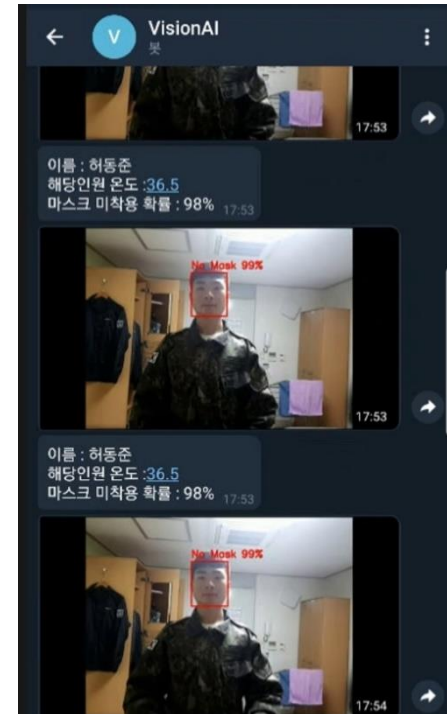 VisionAI
봇
17:53
이름 : 허동준
해당인원 온도 :36.5
마스크 미착용 확률 : 98% 17:53
No Mask 99%
17:53
이름 : 허동준
해당인원 온도 :36.5
마스크 미착용 확률 : 98% 17:53
No Mask 99%
17:54